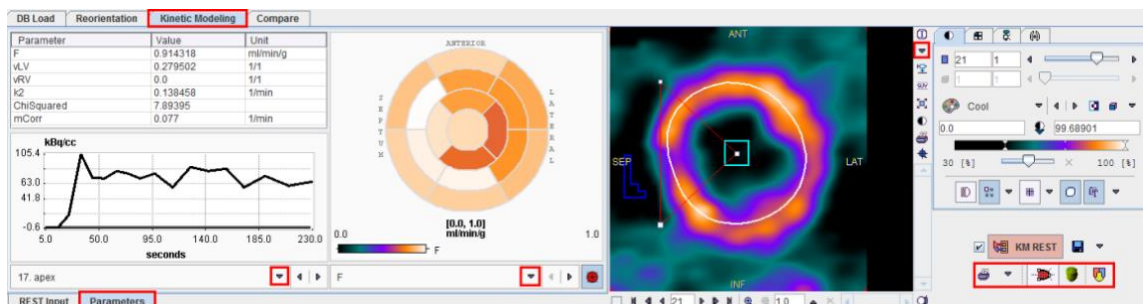 DB Load Reorientation Kinetic Modeling Compare
Parameter Value Unit
F 0.914318 ml/min/g
vLV 0.279502 1/1
vRV 0.0 1/1
k2 0.138458 1/min
ChiSquared 7.89395
mCorr 0.077 1/min
kBq/cc
105.4
63.0
41.8
-0.6
5.0 50.0 95.0 140.0 185.0 230.0
seconds
17. apex
REST Input Parameters
ANTERIOR
SEPTUM
LATERAL
[0.0, 1.0]
ml/min/g
0.0 1.0
F
F
ANT
SEP LAT
INF
21 1.0
21 1
1 1
Cool
0.0 99.68901
30 [%] 100 [%]
KM REST